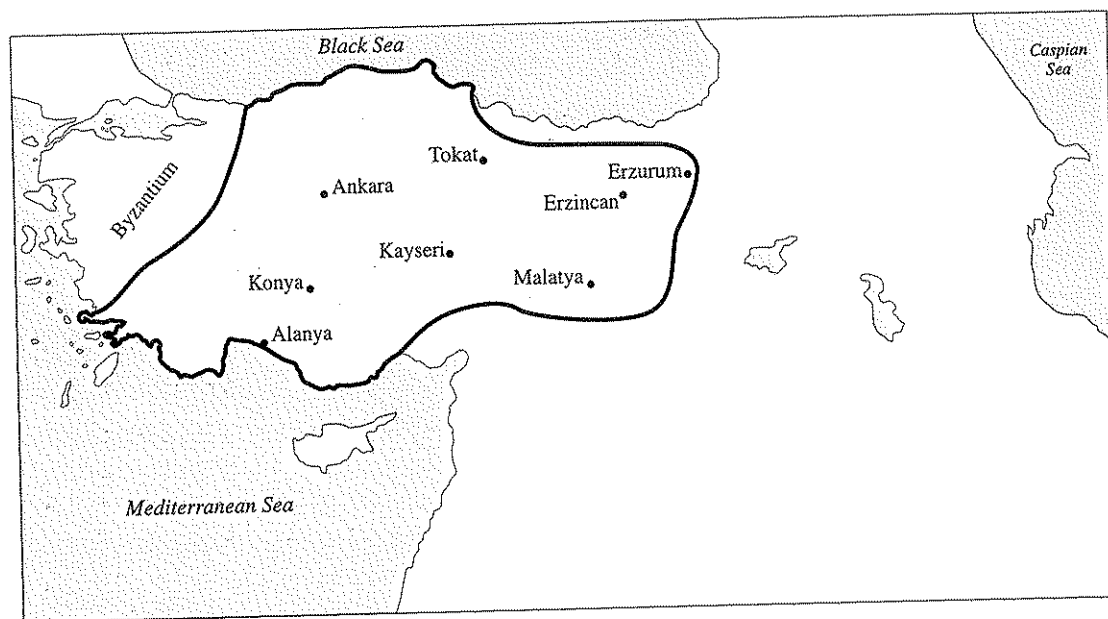 Black Sea
Caspian
Sea
Byzantium
Tokat
Erzurum
Ankara
Erzincan
Kayseri
Konya
Malatya
Alanya
Mediterranean Sea